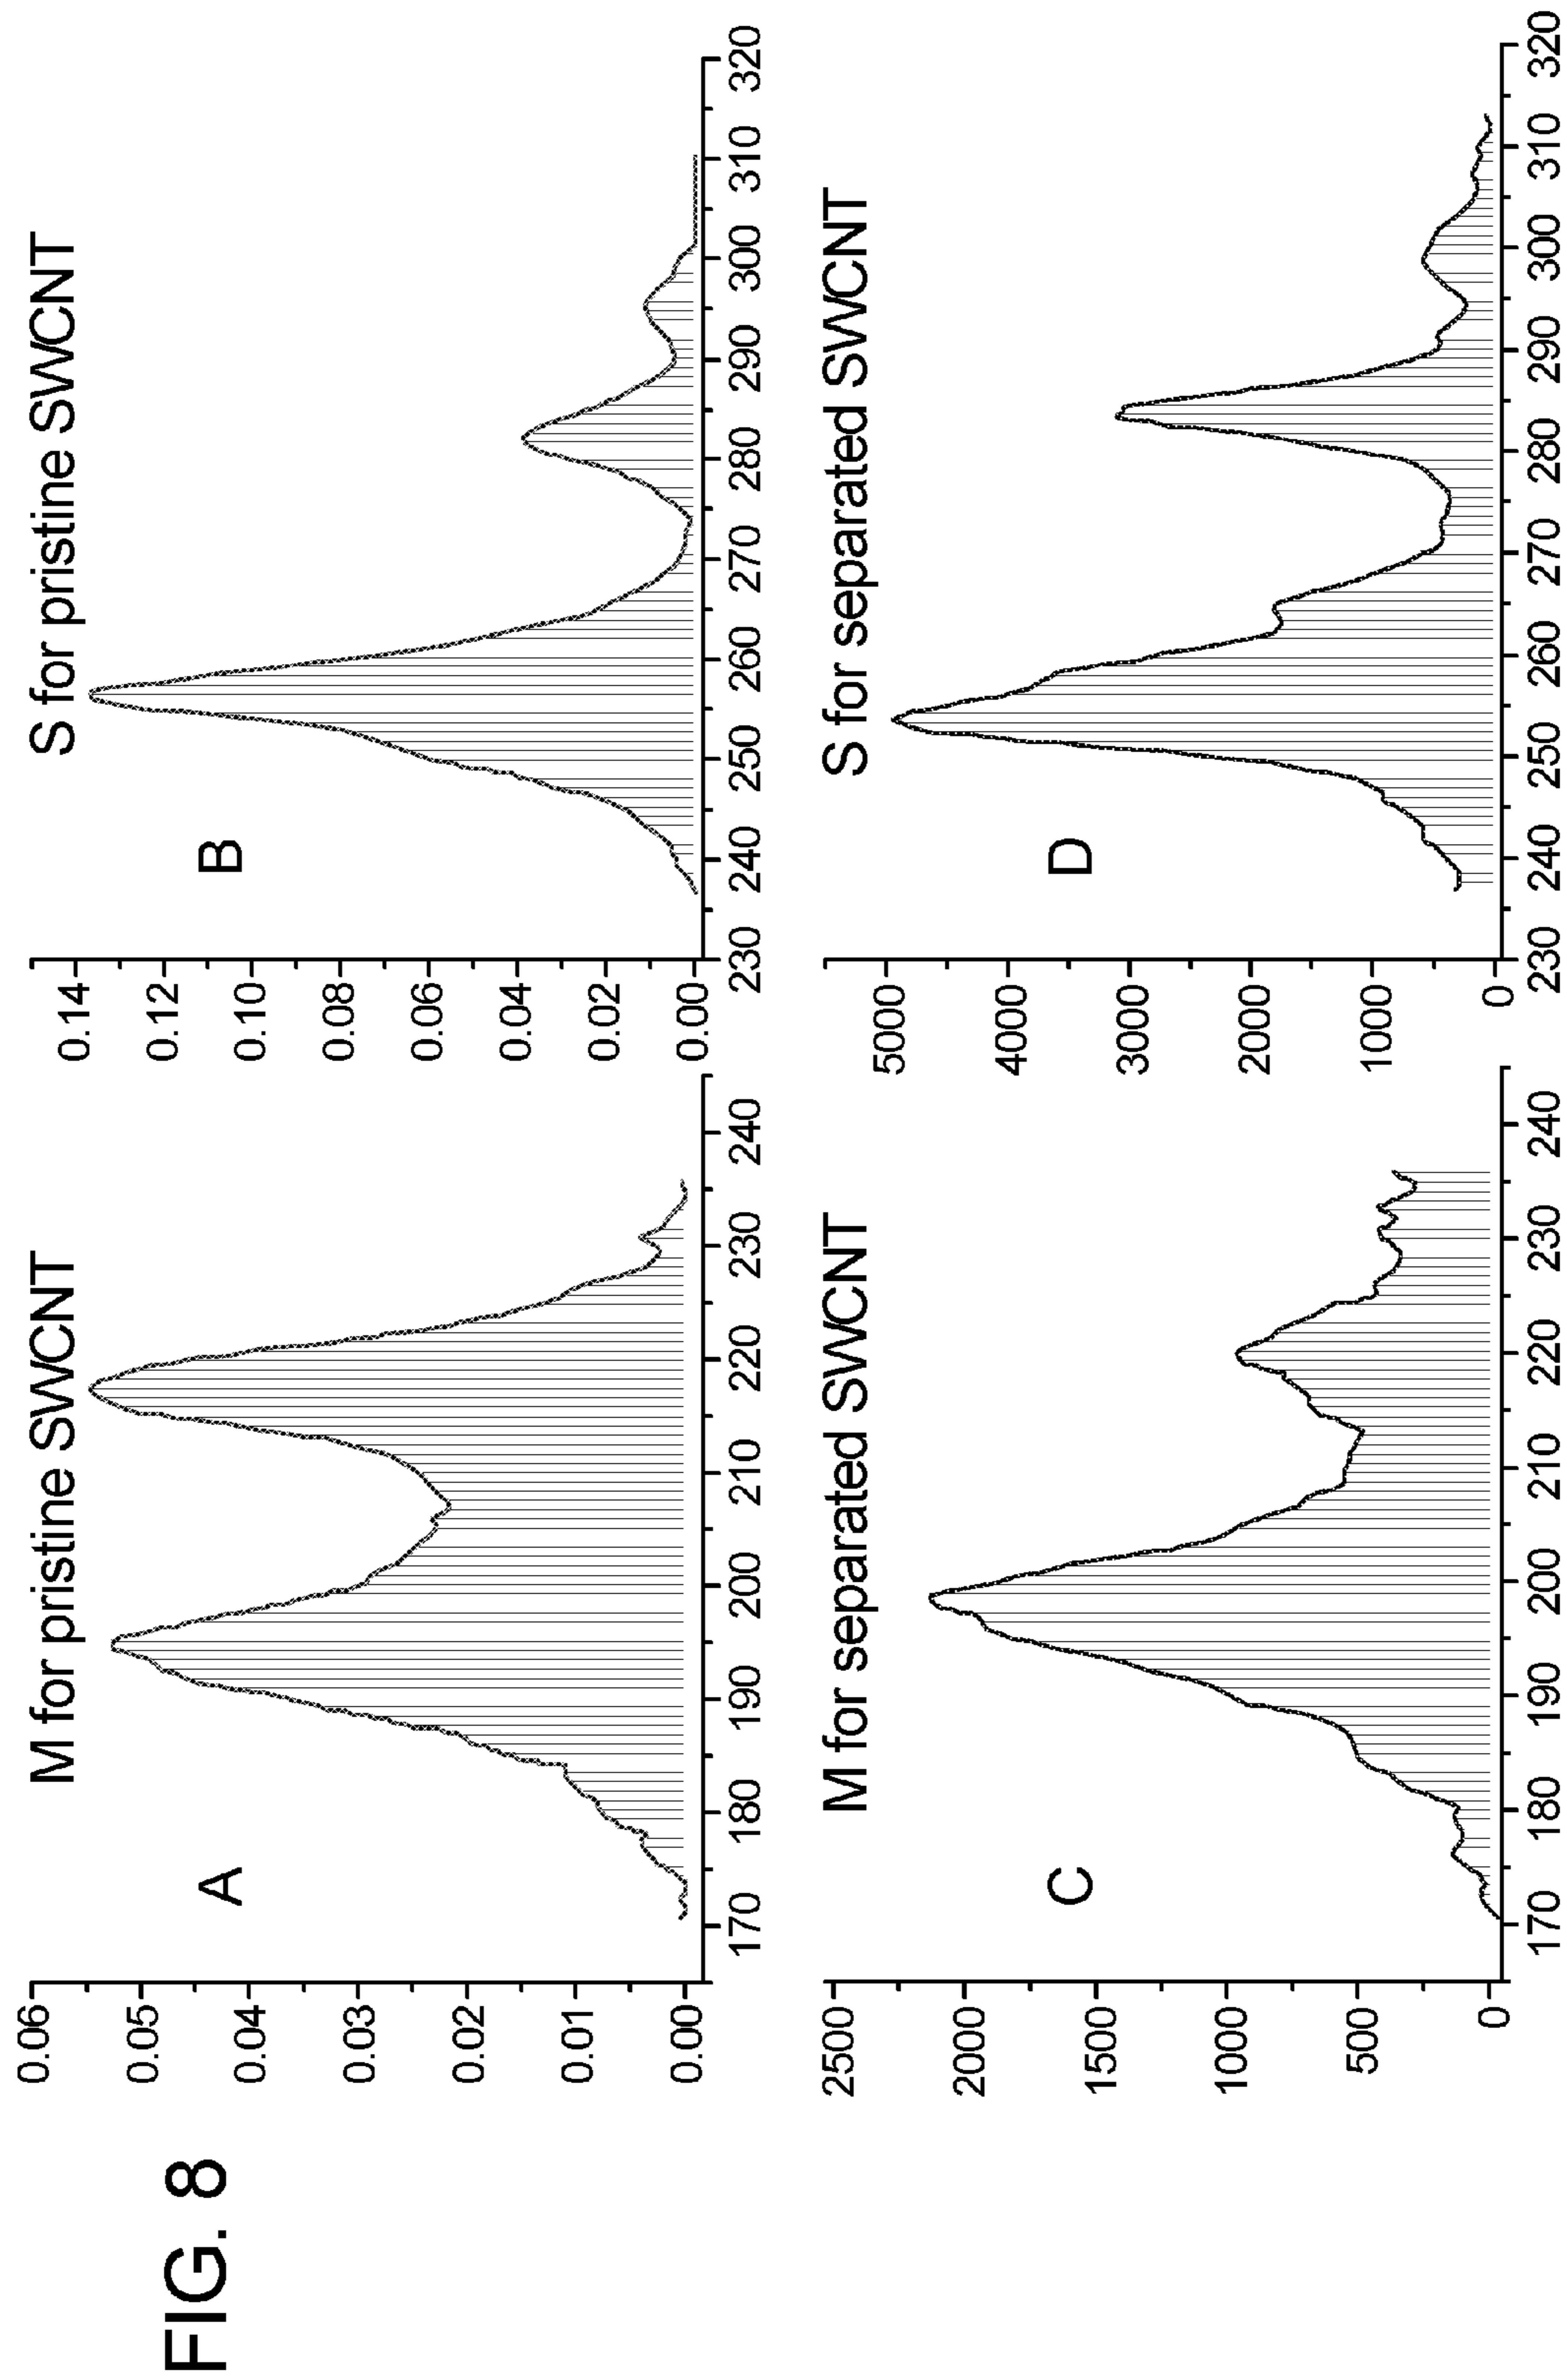 FIG. 8
M for pristine SWCNT
A
0.06
0.05
0.04
0.03
0.02
0.01
0.00
170 180 190 200 210 220 230 240
S for pristine SWCNT
B
0.14
0.12
0.10
0.08
0.06
0.04
0.02
0.00
230 240 250 260 270 280 290 300 310 320
M for separated SWCNT
C
2500
2000
1500
1000
500
0
170 180 190 200 210 220 230 240
S for separated SWCNT
D
5000
4000
3000
2000
1000
0
230 240 250 260 270 280 290 300 310 320